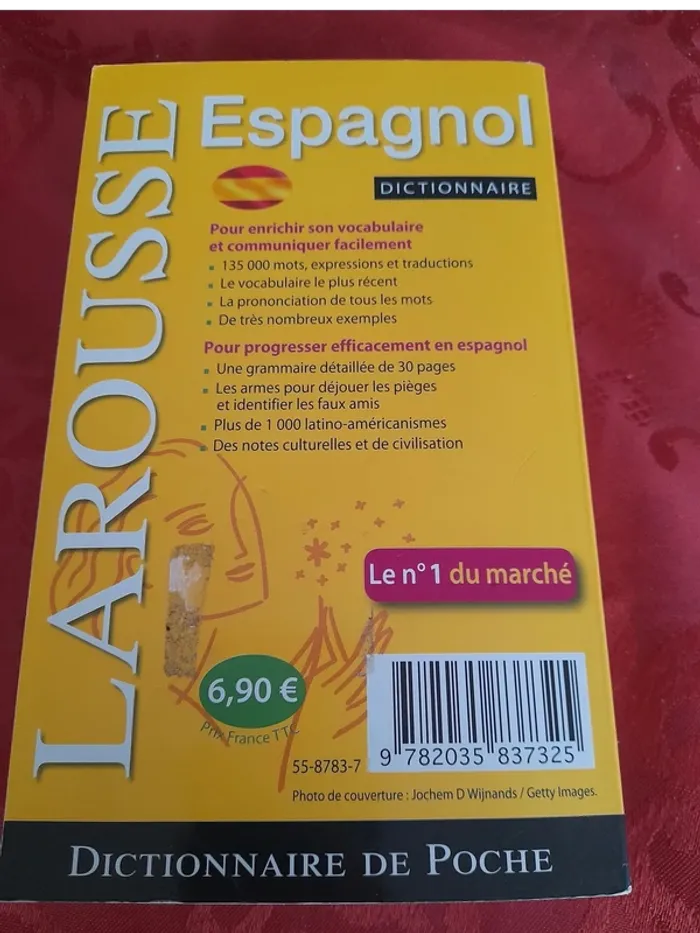 LAROUSSE
Espagnol
DICTIONNAIRE
Pour enrichir son vocabulaire
et communiquer facilement
▪ 135 000 mots, expressions et traductions
▪ Le vocabulaire le plus récent
▪ La prononciation de tous les mots
▪ De très nombreux exemples
Pour progresser efficacement en espagnol
▪ Une grammaire détaillée de 30 pages
▪ Les armes pour déjouer les pièges
et identifier les faux amis
▪ Plus de 1 000 latino-américanismes
▪ Des notes culturelles et de civilisation
Le n° 1 du marché
6,90 €
Prix France TTC
55-8783-7
9 782035 837325
Photo de couverture : Jochem D Wijnands / Getty Images.
DICTIONNAIRE DE POCHE